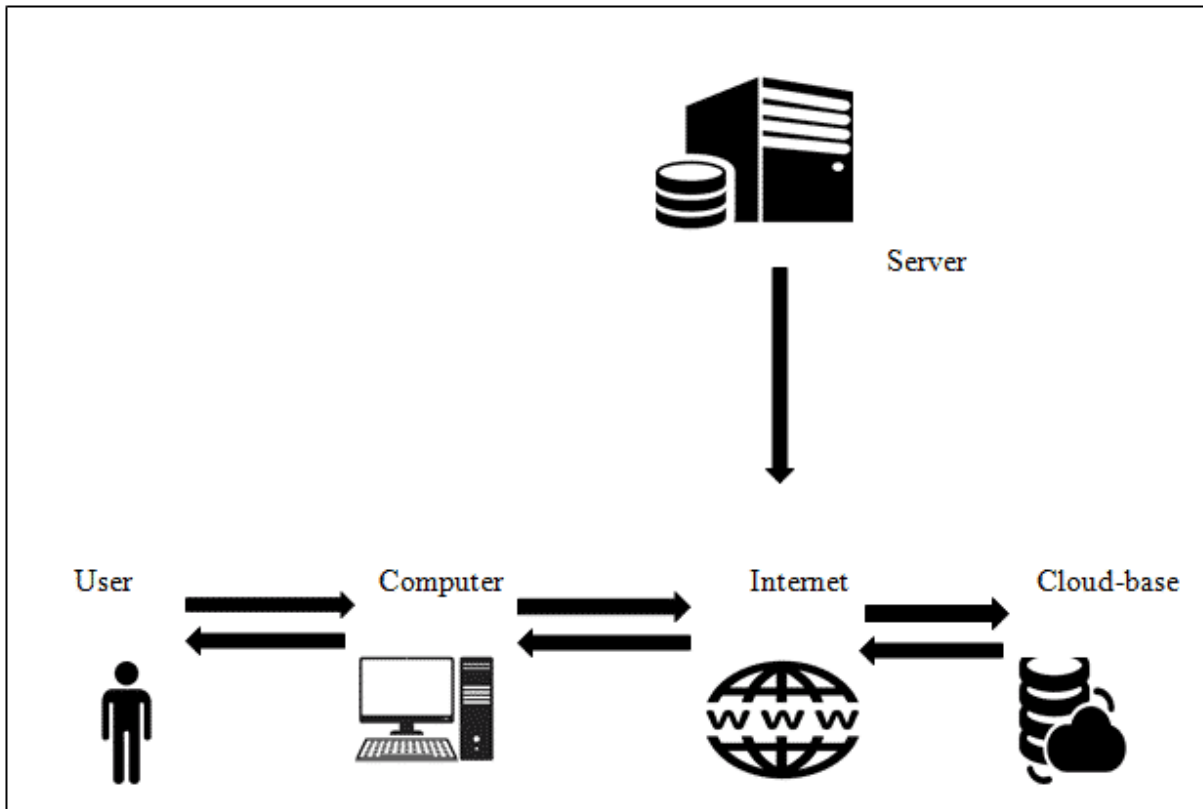 Server
User
Computer
Internet
Cloud-base
W W W